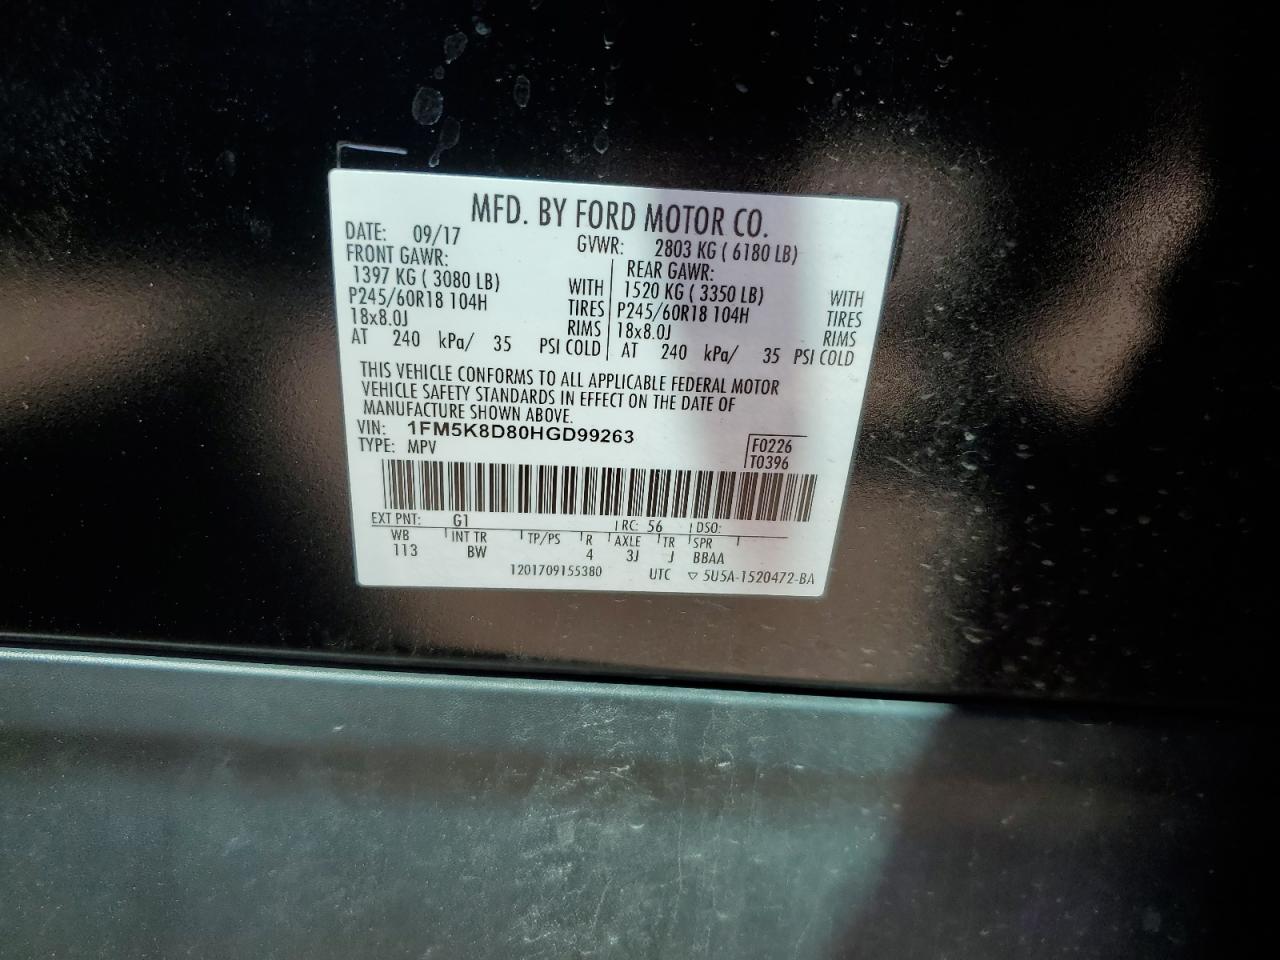 MFD. BY FORD MOTOR CO.
DATE: 09/17 GVWR: 2803 KG ( 6180 LB)
FRONT GAWR: REAR GAWR:
1397 KG ( 3080 LB) WITH 1520 KG ( 3350 LB) WITH
P245/60R18 104H TIRES P245/60R18 104H TIRES
18x8.0J RIMS 18x8.0J RIMS
AT 240 kPa/ 35 PSI COLD AT 240 kPa/ 35 PSI COLD
THIS VEHICLE CONFORMS TO ALL APPLICABLE FEDERAL MOTOR
VEHICLE SAFETY STANDARDS IN EFFECT ON THE DATE OF
MANUFACTURE SHOWN ABOVE.
VIN: 1FM5K8D80HGD99263 F0226
TYPE: MPV T0396
EXT PNT: G1 RC: 56 DSO:
WB INT TR TP/PS R AXLE TR SPR
113 BW 4 3J J BBAA
1201709155380 UTC ▽ 5U5A-1520472-BA